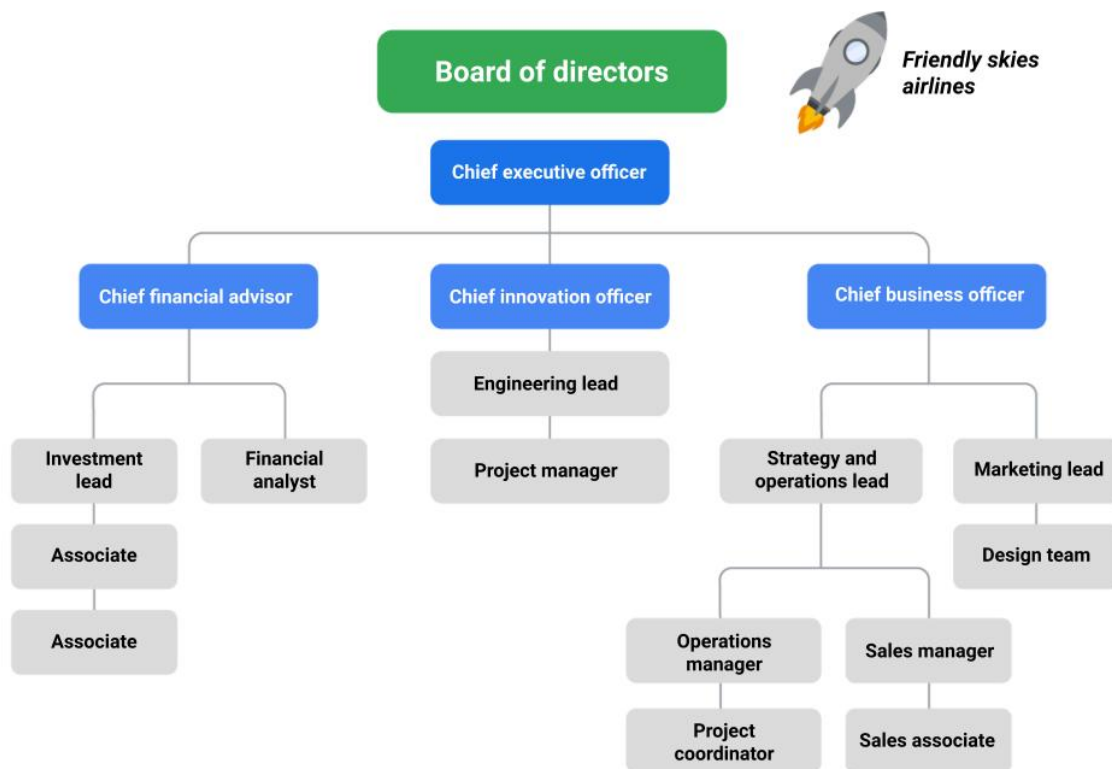 Board of directors
Friendly skies
airlines
Chief executive officer
Chief financial advisor
Chief innovation officer
Chief business officer
Engineering lead
Investment
lead
Financial
analyst
Project manager
Strategy and
operations lead
Marketing lead
Associate
Design team
Associate
Operations
manager
Sales manager
Project
coordinator
Sales associate